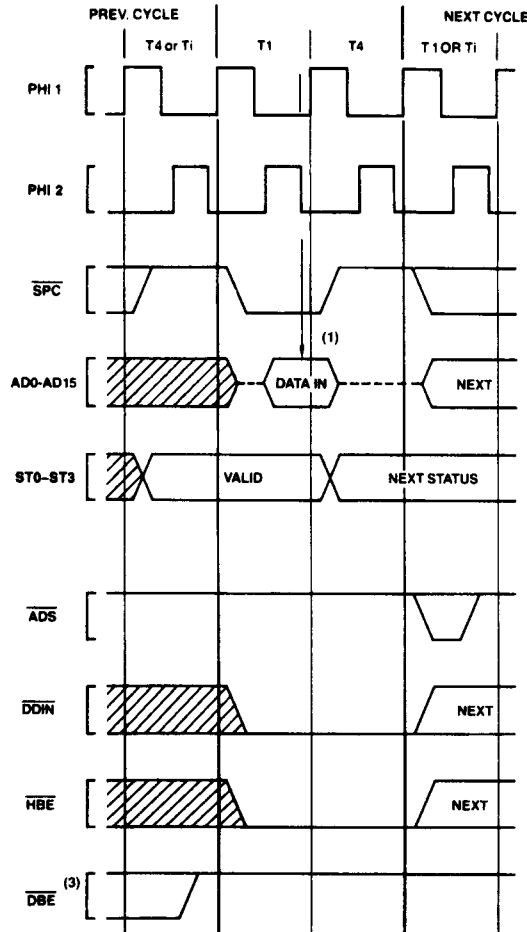 PREV. CYCLE NEXT CYCLE
T4 or Ti T1 T4 T1 OR Ti
PHI 1
PHI 2
SPC
(1)
AD0-AD15 DATA IN NEXT
ST0-ST3 VALID NEXT STATUS
ADS
DDIN NEXT
HBE NEXT
DBE (3)